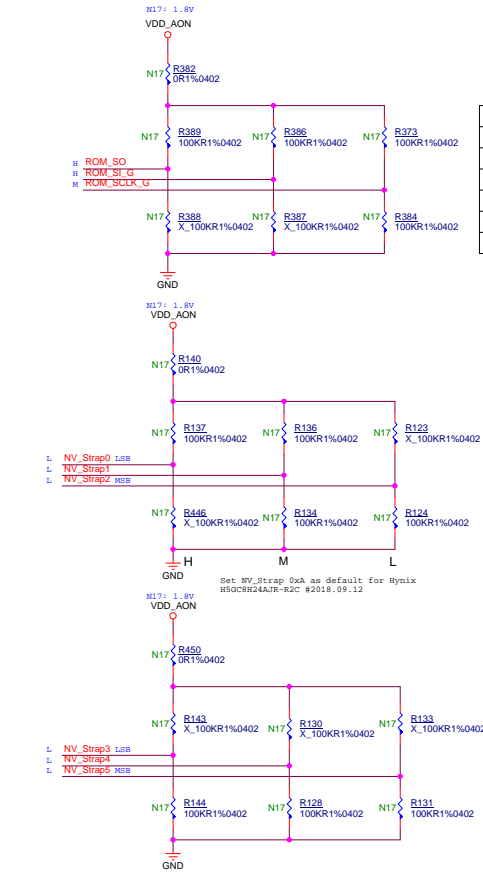 N17: 1.8V
VDD_AON
N17
R382
0R1%0402
N17
R389
100KR1%0402
N17
R386
100KR1%0402
N17
R373
100KR1%0402
H ROM_SO
H ROM_SI_G
M ROM_SCLK_G
N17
R388
X_100KR1%0402
N17
R387
X_100KR1%0402
N17
R384
100KR1%0402
GND
N17: 1.8V
VDD_AON
N17
R140
0R1%0402
N17
R137
100KR1%0402
N17
R136
100KR1%0402
N17
R123
X_100KR1%0402
L NV_Strap0 LSB
L NV_Strap1
L NV_Strap2 MSB
N17
R446
X_100KR1%0402
N17
R134
100KR1%0402
N17
R124
100KR1%0402
GND
H M L
Set NV_Strap 0xA as default for Hynix
H5GC8H24AJR-R2C #2018.09.12
N17: 1.8V
VDD_AON
N17
R450
0R1%0402
N17
R143
X_100KR1%0402
N17
R130
X_100KR1%0402
N17
R133
X_100KR1%0402
L NV_Strap3 LSB
L NV_Strap4
L NV_Strap5 MSB
N17
R144
100KR1%0402
N17
R128
100KR1%0402
N17
R131
100KR1%0402
GND